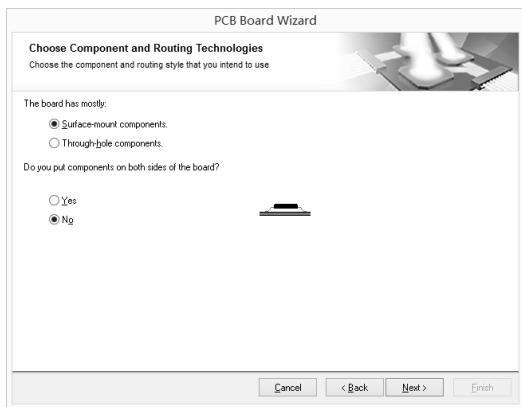 PCB Board Wizard
Choose Component and Routing Technologies
Choose the component and routing style that you intend to use
The board has mostly:
Surface-mount components.
Through-hole components.
Do you put components on both sides of the board?
Yes
No
Cancel
< Back
Next >
Finish